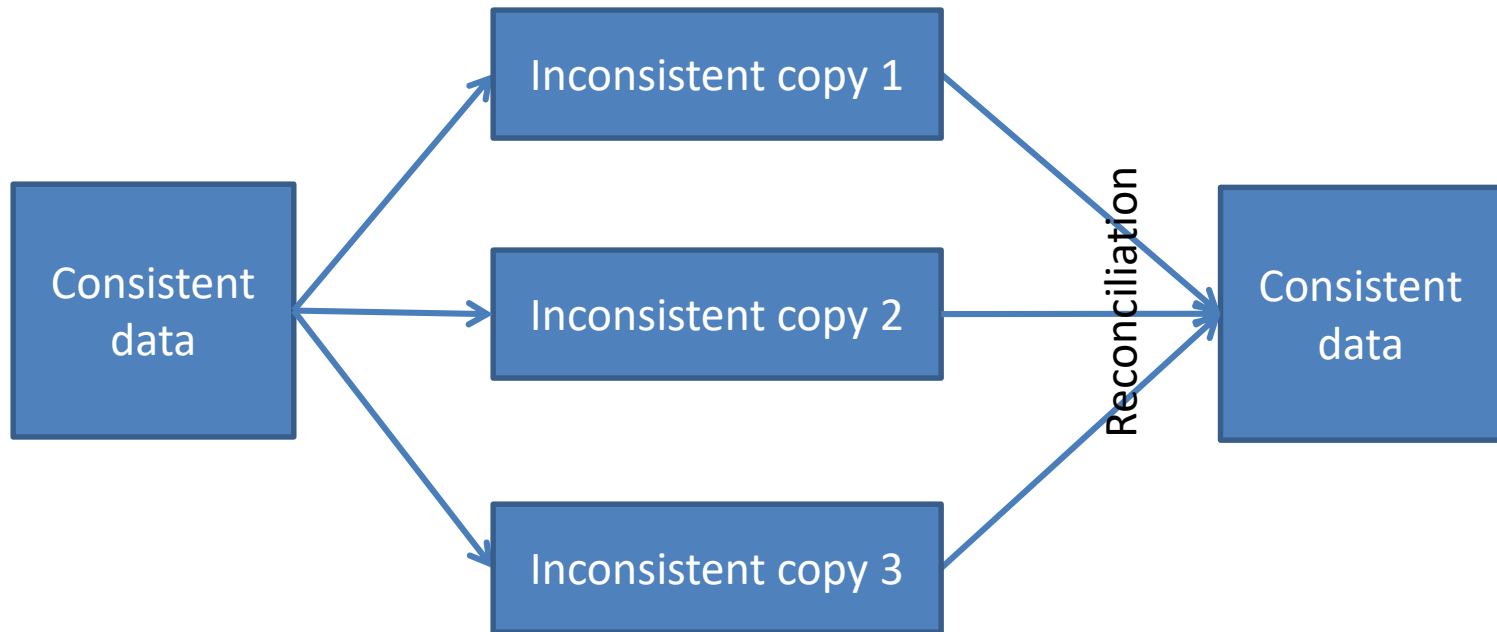 Consistent
data
Inconsistent copy 1
Inconsistent copy 2
Inconsistent copy 3
Reconciliation
Consistent
data